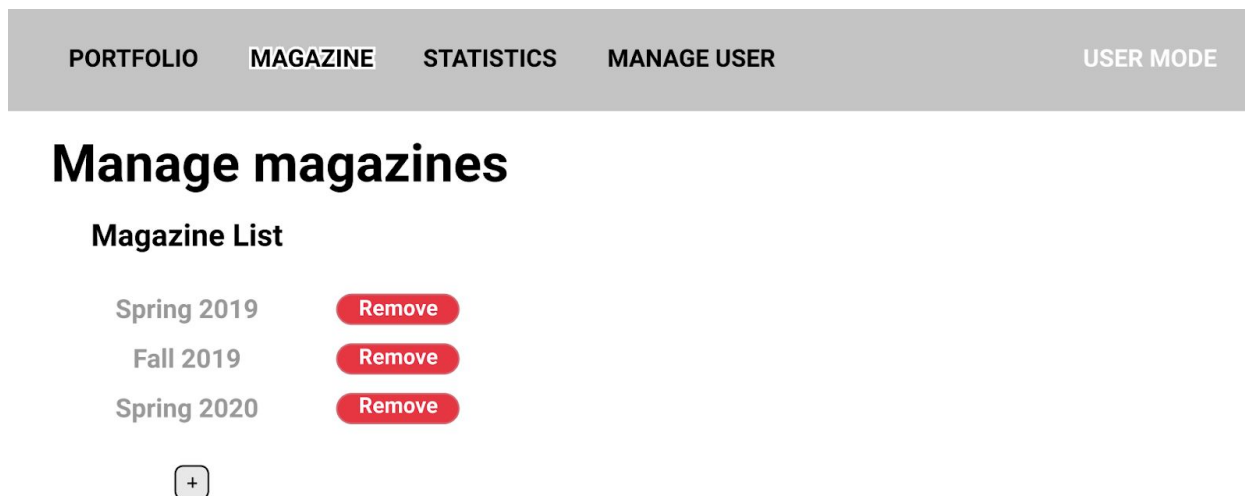 PORTFOLIO MAGAZINE STATISTICS MANAGE USER USER MODE
Manage magazines
Magazine List
Spring 2019 Remove
Fall 2019 Remove
Spring 2020 Remove
+